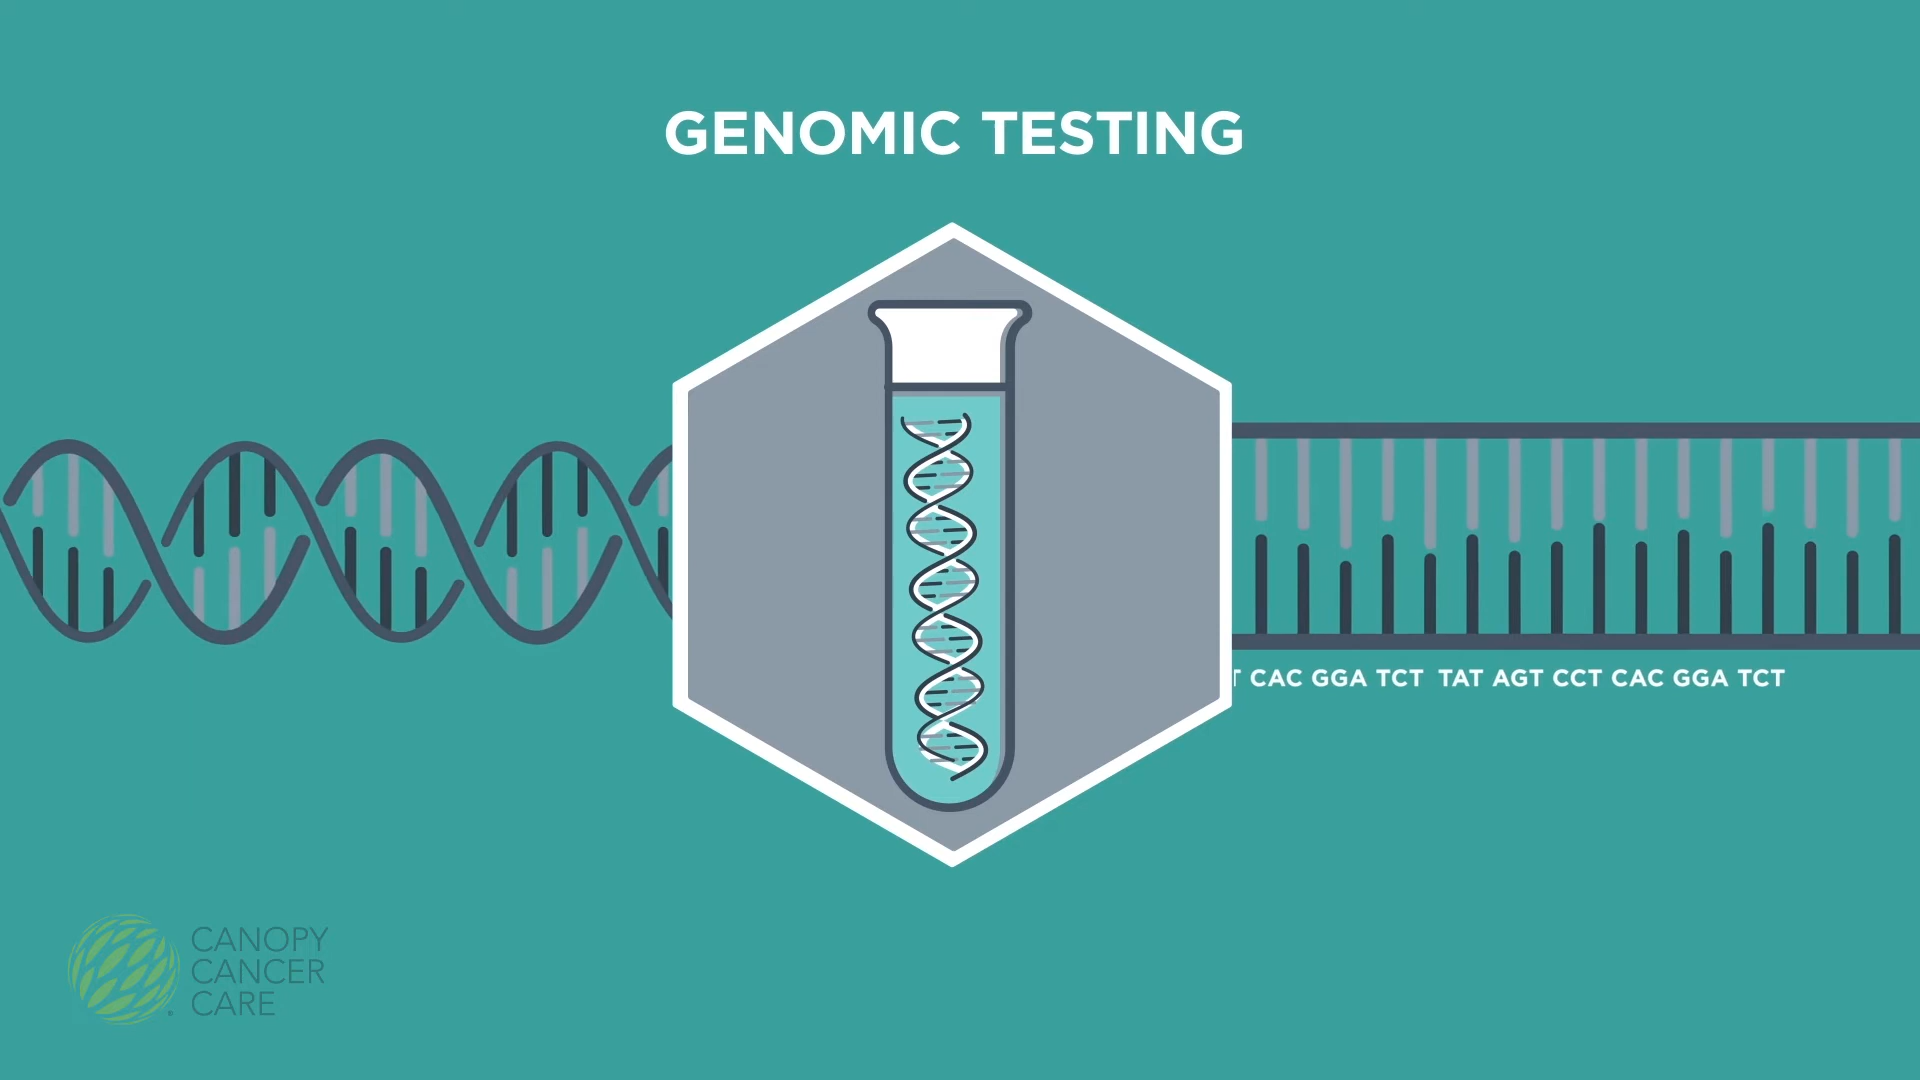 GENOMIC TESTING
T CAC GGA TCT TAT AGT CCT CAC GGA TCT
CANOPY
CANCER
CARE